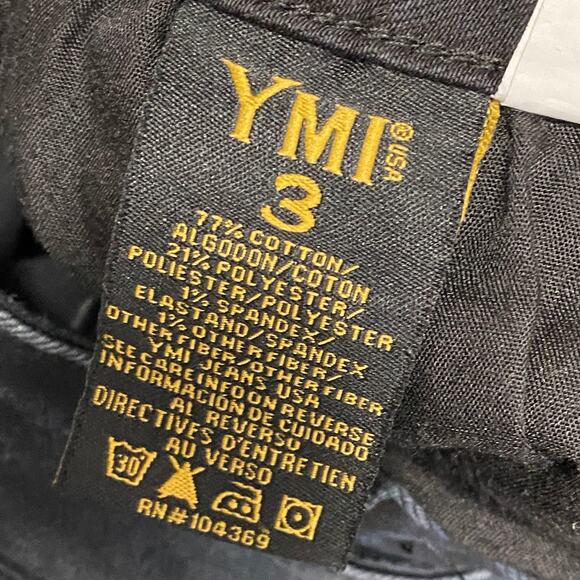 YMI® USA
3
77% COTTON/
ALGODON/COTON
21% POLYESTER/
POLIESTER/POLYESTER
1% SPANDEX/
ELASTAND/SPANDEX
1% OTHER FIBER/
OTHER FIBER/OTHER FIBER
YMI JEANS USA
SEE CARE INFO ON REVERSE
INFORMACIÓN DE CUIDADO
AL REVERSO
DIRECTIVES D'ENTRETIEN
AU VERSO
30
RN#104369